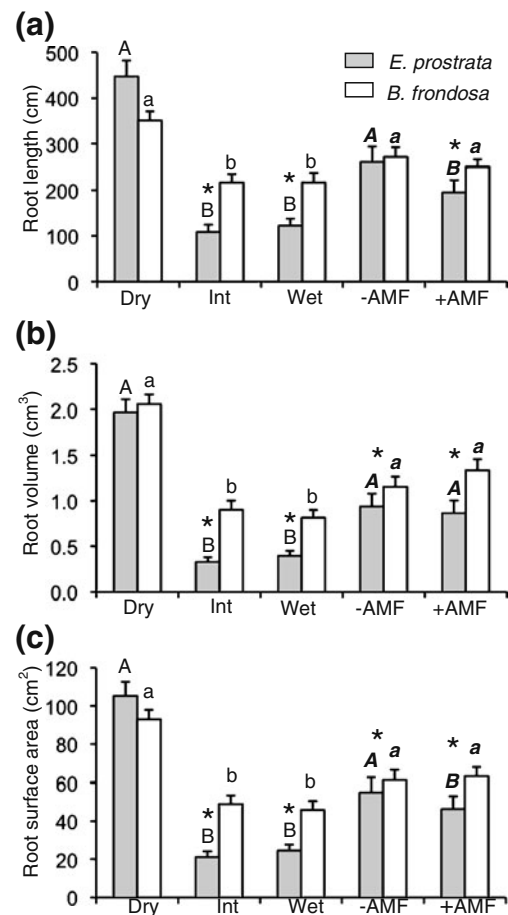 (a)
Root length (cm)
500
400
300
200
100
0
E. prostrata
B. frondosa
A a
* B b
* B b
A a
* B a
Dry Int Wet -AMF +AMF
(b)
Root volume (cm³)
2.5
2.0
1.5
1.0
0.5
0.0
A a
* B b
* B b
* A a
* A a
Dry Int Wet -AMF +AMF
(c)
Root surface area (cm²)
120
100
80
60
40
20
0
A a
* B b
* B b
* A a
* B a
Dry Int Wet -AMF +AMF